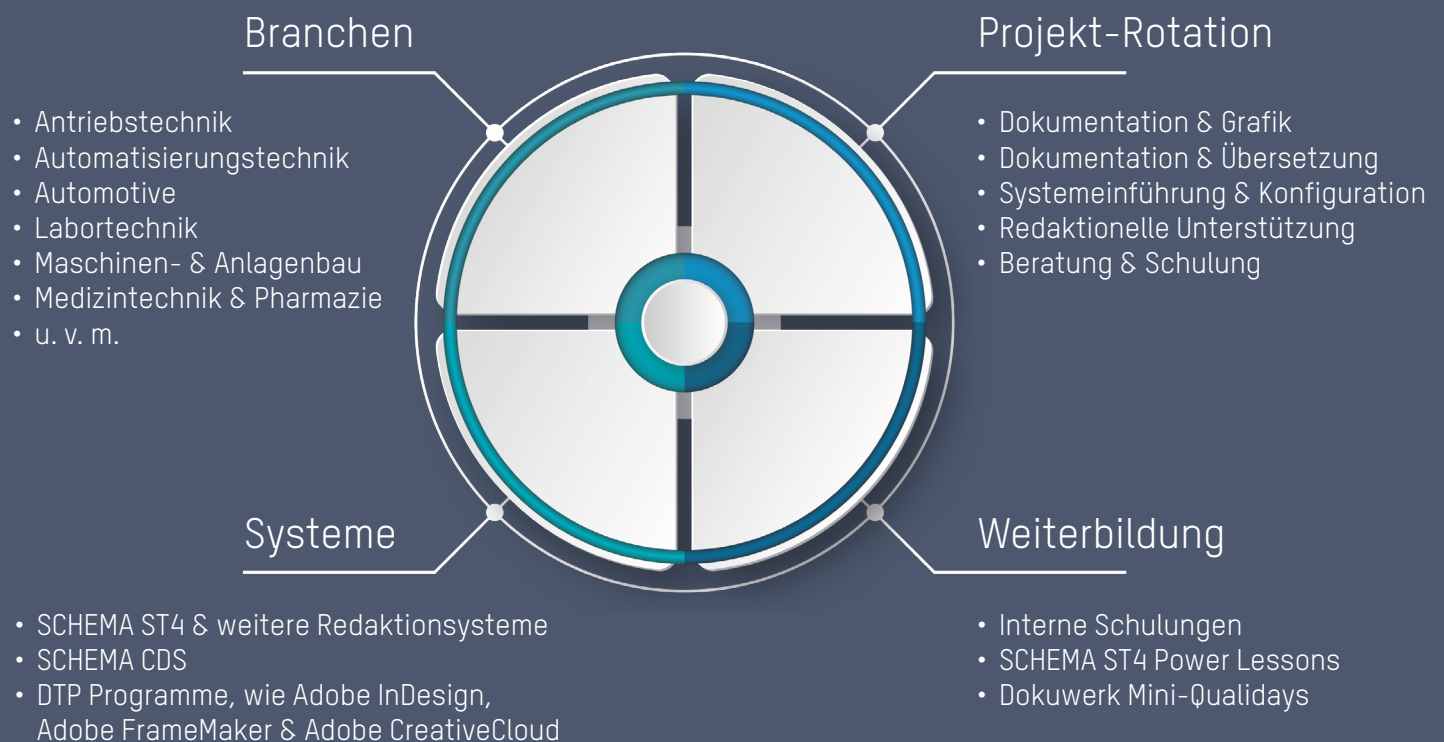 Branchen
• Antriebstechnik
• Automatisierungstechnik
• Automotive
• Labortechnik
• Maschinen- & Anlagenbau
• Medizintechnik & Pharmazie
• u. v. m.
Projekt-Rotation
• Dokumentation & Grafik
• Dokumentation & Übersetzung
• Systemeinführung & Konfiguration
• Redaktionelle Unterstützung
• Beratung & Schulung
Systeme
• SCHEMA ST4 & weitere Redaktionsysteme
• SCHEMA CDS
• DTP Programme, wie Adobe InDesign,
Adobe FrameMaker & Adobe CreativeCloud
Weiterbildung
• Interne Schulungen
• SCHEMA ST4 Power Lessons
• Dokuwerk Mini-Qualidays